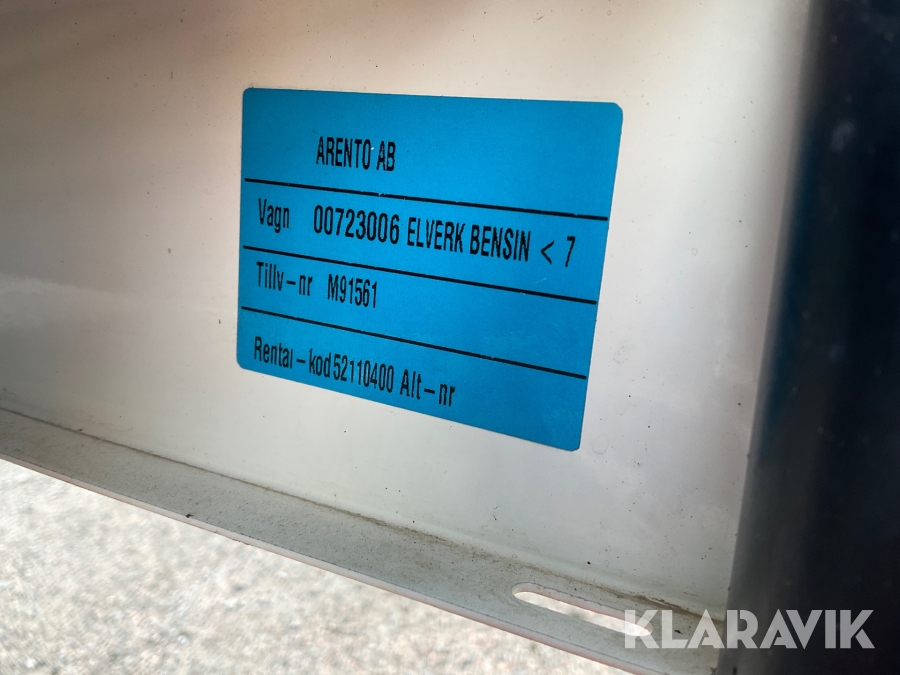 ARENTO AB
Vagn 00723006 ELVERK BENSIN < 7
Tillv-nr M91561
Rental-kod 52110400 Alt-nr
KLARAVIK